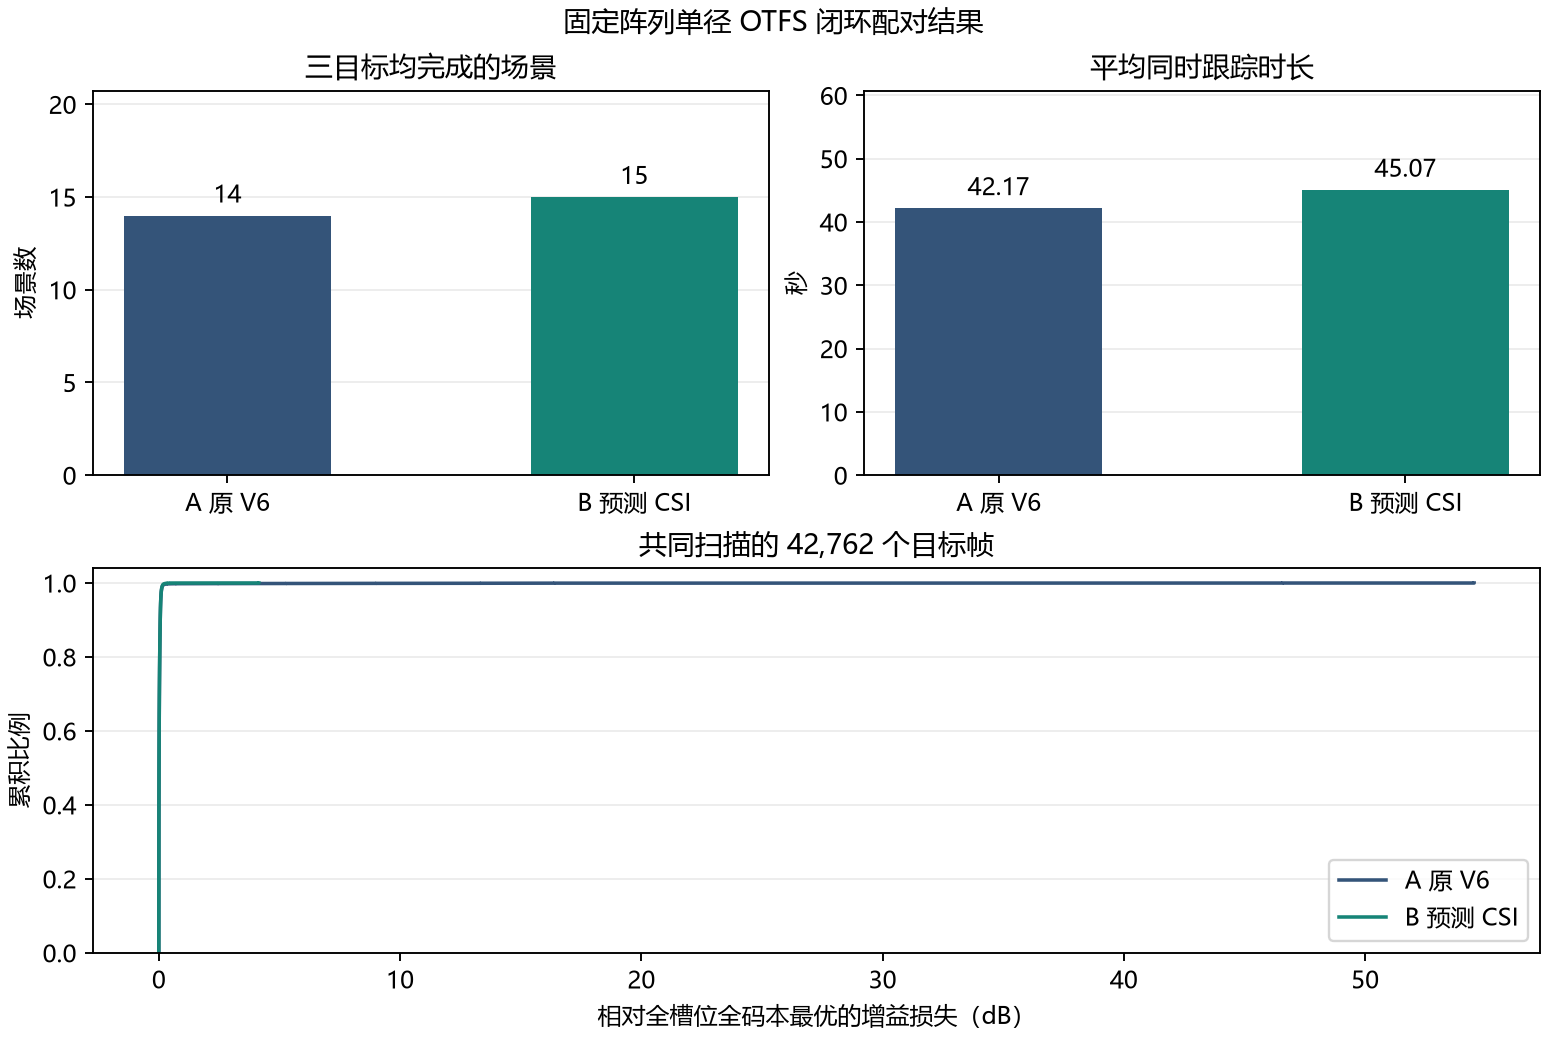 固定阵列单径 OTFS 闭环配对结果
三目标均完成的场景
20
15
10
5
0
场景数
14
15
A 原 V6
B 预测 CSI
平均同时跟踪时长
60
50
40
30
20
10
0
秒
42.17
45.07
A 原 V6
B 预测 CSI
共同扫描的 42,762 个目标帧
1.0
0.8
0.6
0.4
0.2
0.0
累积比例
A 原 V6
B 预测 CSI
0
10
20
30
40
50
相对全槽位全码本最优的增益损失（dB）